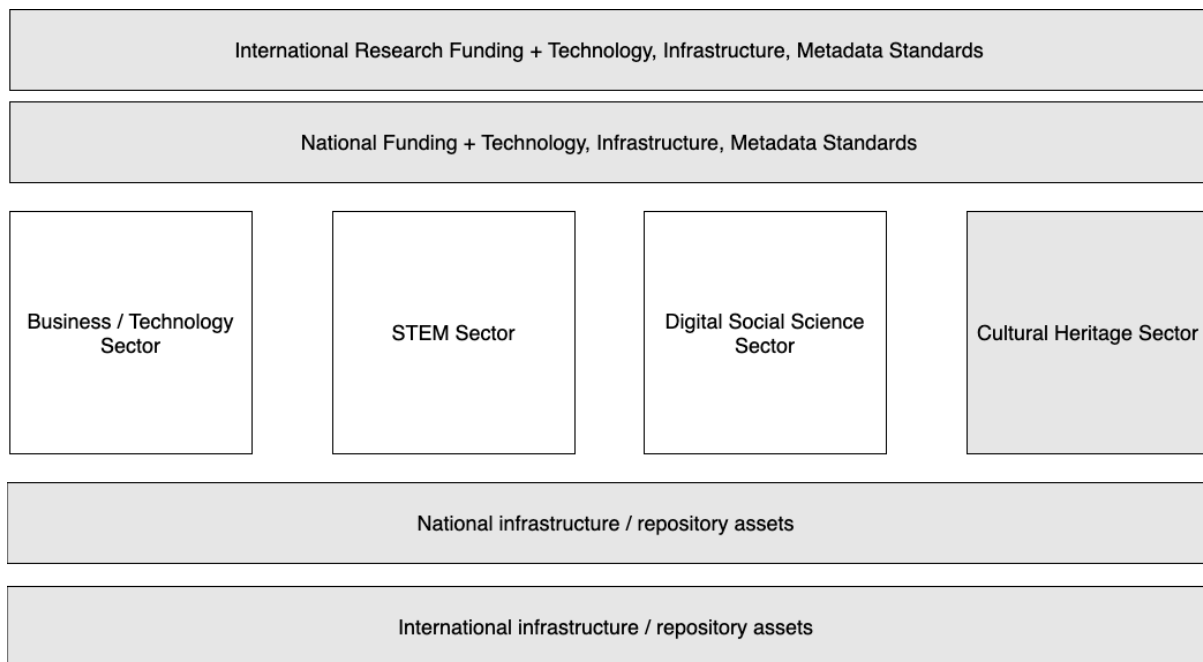 International Research Funding + Technology, Infrastructure, Metadata Standards
National Funding + Technology, Infrastructure, Metadata Standards
Business / Technology
Sector
STEM Sector
Digital Social Science
Sector
Cultural Heritage Sector
National infrastructure / repository assets
International infrastructure / repository assets